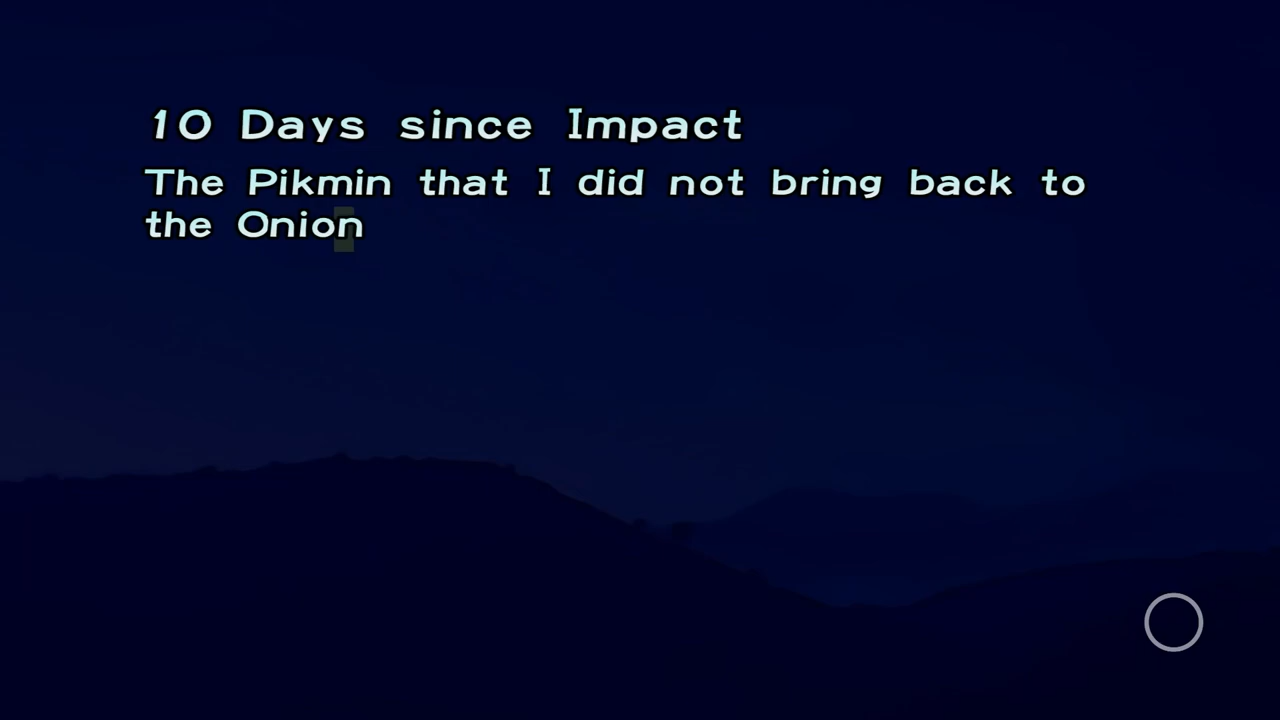 10 Days since Impact
The Pikmin that I did not bring back to
the Onion